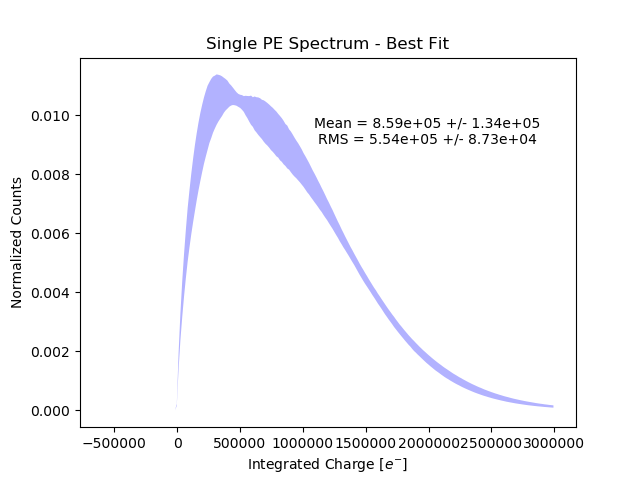 Single PE Spectrum - Best Fit
Mean = 8.59e+05 +/- 1.34e+05
RMS = 5.54e+05 +/- 8.73e+04
Normalized Counts
0.010
0.008
0.006
0.004
0.002
0.000
−500000 0 500000 1000000 1500000 2000000 2500000 3000000
Integrated Charge [e⁻]